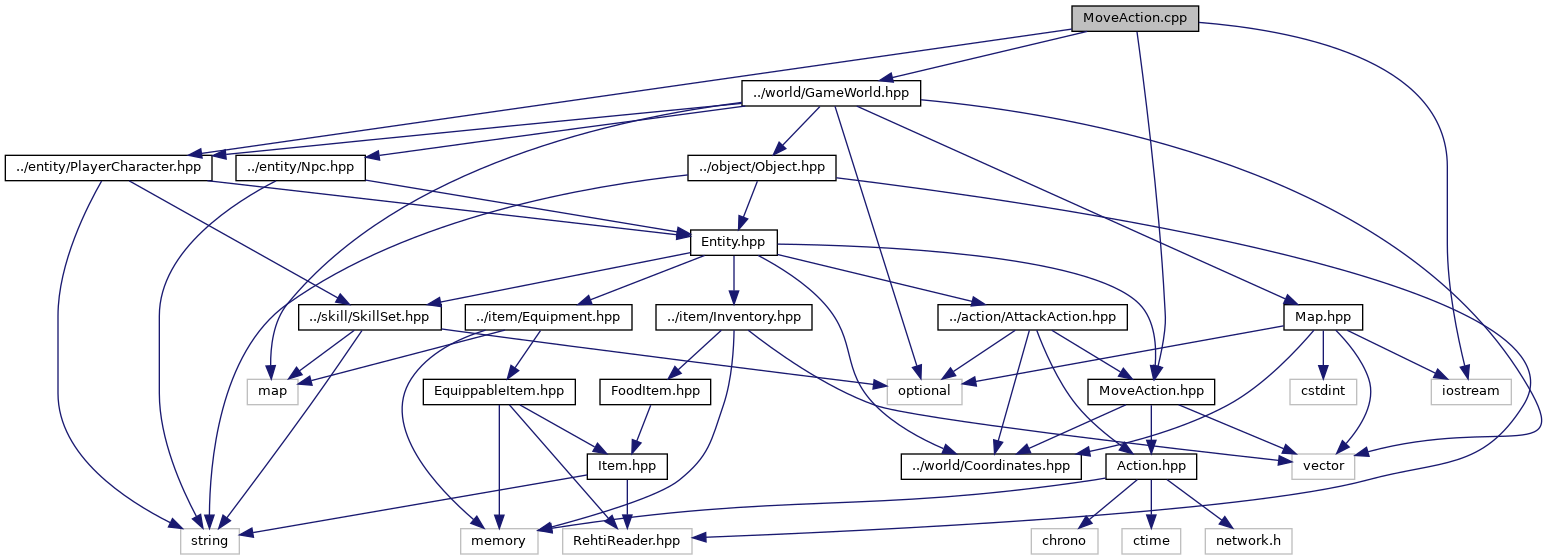 MoveAction.cpp
../world/GameWorld.hpp
../entity/PlayerCharacter.hpp
../entity/Npc.hpp
../object/Object.hpp
Entity.hpp
../skill/SkillSet.hpp
../item/Equipment.hpp
../item/Inventory.hpp
../action/AttackAction.hpp
Map.hpp
map
EquippableItem.hpp
FoodItem.hpp
optional
MoveAction.hpp
cstdint
iostream
Item.hpp
../world/Coordinates.hpp
Action.hpp
vector
string
memory
RehtiReader.hpp
chrono
ctime
network.h